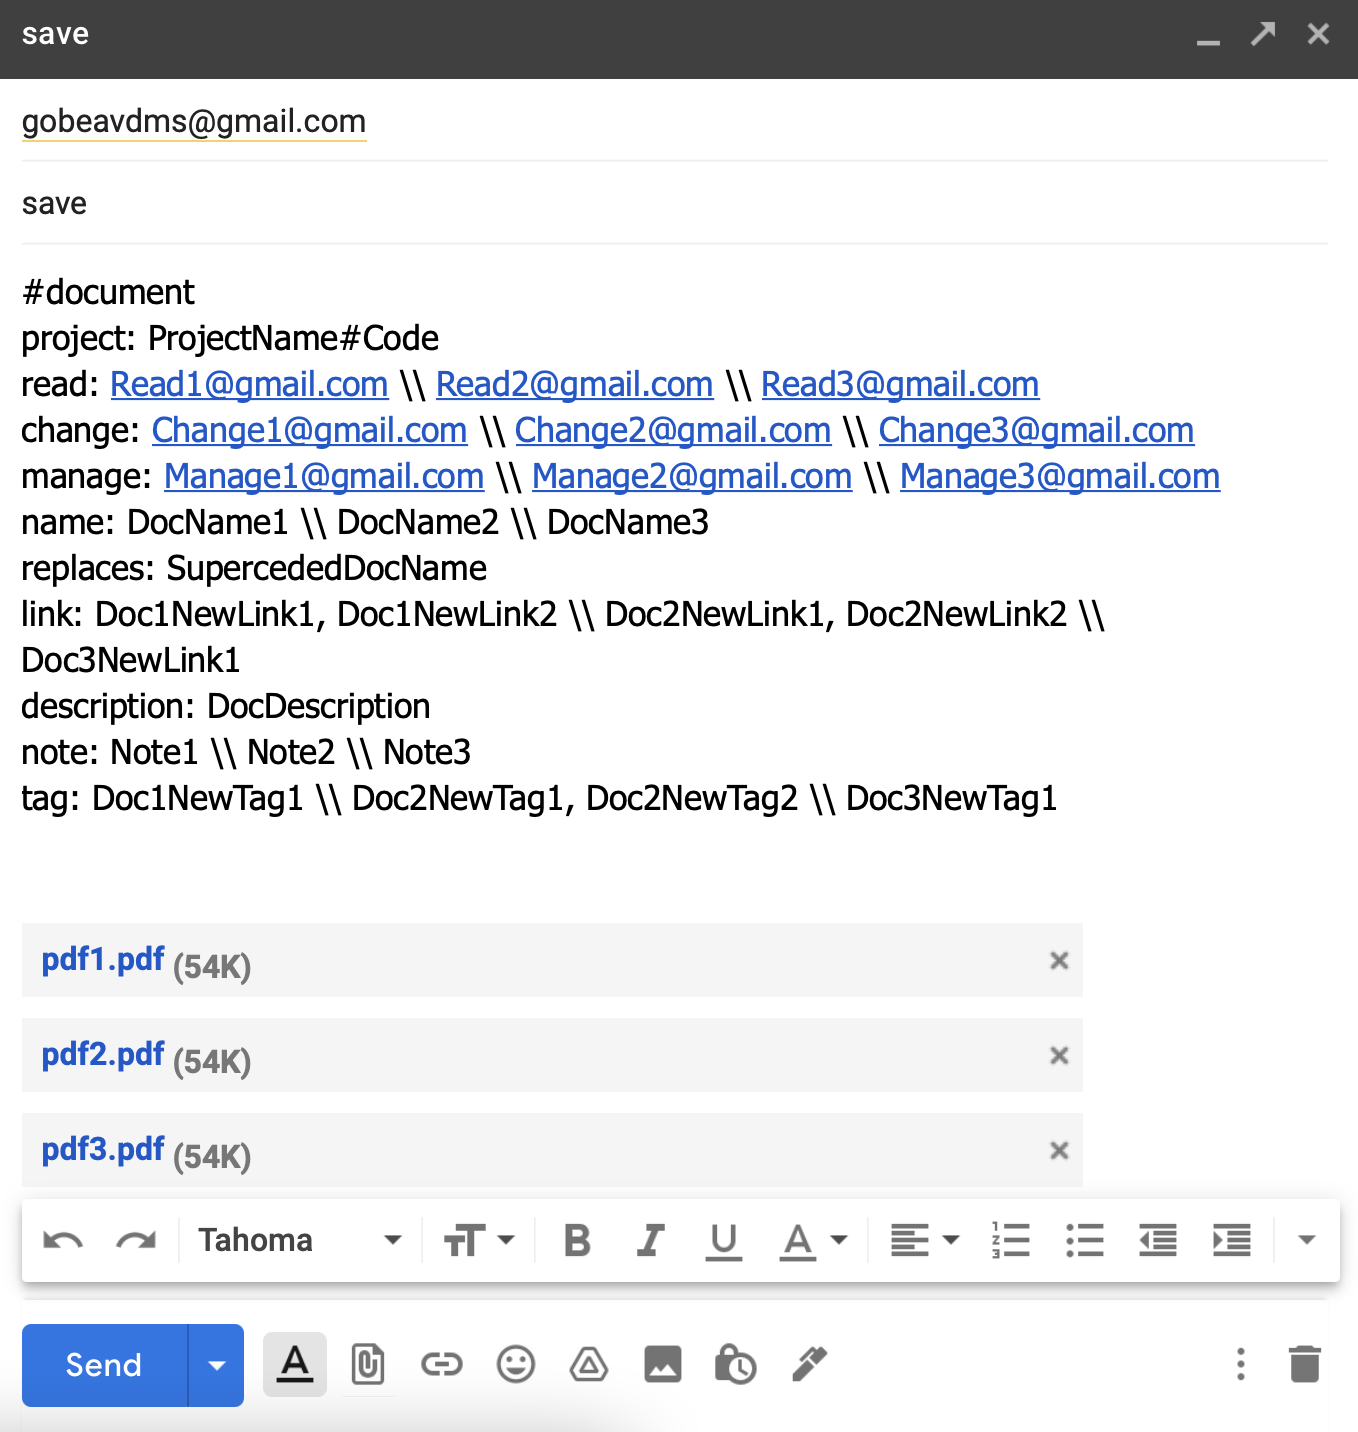 save
gobeavdms@gmail.com
save
#document
project: ProjectName#Code
read: Read1@gmail.com \\ Read2@gmail.com \\ Read3@gmail.com
change: Change1@gmail.com \\ Change2@gmail.com \\ Change3@gmail.com
manage: Manage1@gmail.com \\ Manage2@gmail.com \\ Manage3@gmail.com
name: DocName1 \\ DocName2 \\ DocName3
replaces: SupercededDocName
link: Doc1NewLink1, Doc1NewLink2 \\ Doc2NewLink1, Doc2NewLink2 \\
Doc3NewLink1
description: DocDescription
note: Note1 \\ Note2 \\ Note3
tag: Doc1NewTag1 \\ Doc2NewTag1, Doc2NewTag2 \\ Doc3NewTag1
pdf1.pdf (54K)
pdf2.pdf (54K)
pdf3.pdf (54K)
Tahoma
Send